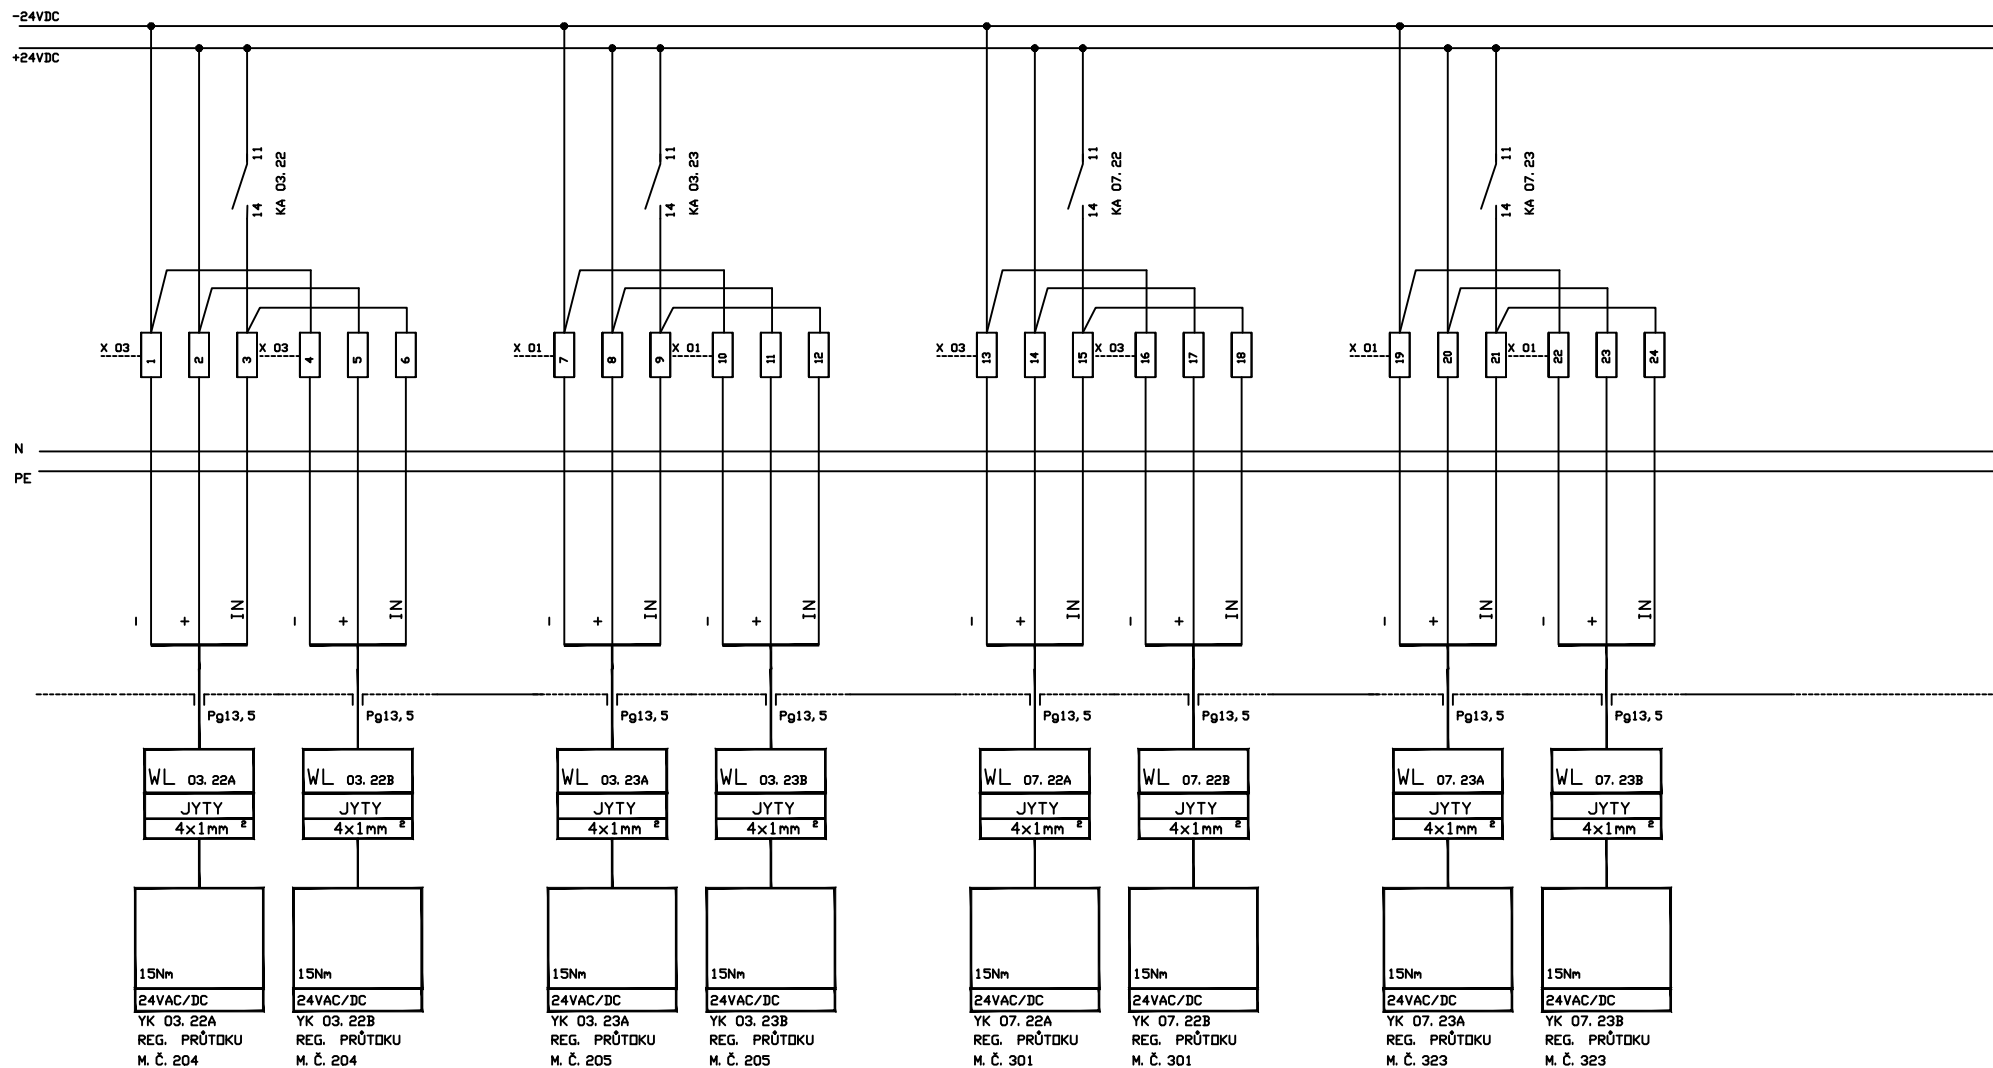 -24VDC
+24VDC
11
14
KA 03.22
11
14
KA 03.23
11
14
KA 07.22
11
14
KA 07.23
X 03 1 2 3 X 03 4 5 6
X 01 7 8 9 X 01 10 11 12
X 03 13 14 15 X 03 16 17 18
X 01 19 20 21 X 01 22 23 24
N
PE
- + IN - + IN - + IN - + IN - + IN - + IN - + IN - + IN
Pg13,5 Pg13,5 Pg13,5 Pg13,5 Pg13,5 Pg13,5 Pg13,5 Pg13,5
WL 03.22A
JYTY
4x1mm²
15Nm
24VAC/DC
YK 03.22A
REG. PRŮTOKU
M. Č. 204
WL 03.22B
JYTY
4x1mm²
15Nm
24VAC/DC
YK 03.22B
REG. PRŮTOKU
M. Č. 204
WL 03.23A
JYTY
4x1mm²
15Nm
24VAC/DC
YK 03.23A
REG. PRŮTOKU
M. Č. 205
WL 03.23B
JYTY
4x1mm²
15Nm
24VAC/DC
YK 03.23B
REG. PRŮTOKU
M. Č. 205
WL 07.22A
JYTY
4x1mm²
15Nm
24VAC/DC
YK 07.22A
REG. PRŮTOKU
M. Č. 301
WL 07.22B
JYTY
4x1mm²
15Nm
24VAC/DC
YK 07.22B
REG. PRŮTOKU
M. Č. 301
WL 07.23A
JYTY
4x1mm²
15Nm
24VAC/DC
YK 07.23A
REG. PRŮTOKU
M. Č. 323
WL 07.23B
JYTY
4x1mm²
15Nm
24VAC/DC
YK 07.23B
REG. PRŮTOKU
M. Č. 323